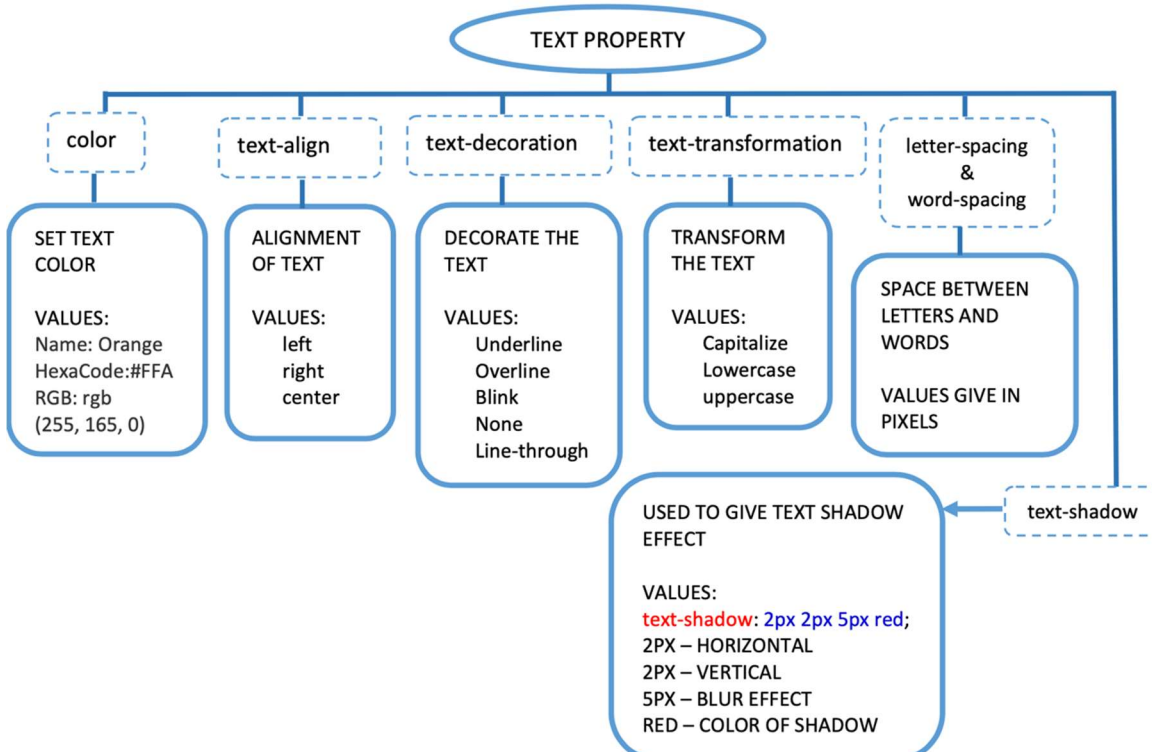 TEXT PROPERTY
color
text-align
text-decoration
text-transformation
letter-spacing
&
word-spacing
SET TEXT
COLOR
VALUES:
Name: Orange
HexaCode:#FFA
RGB: rgb
(255, 165, 0)
ALIGNMENT
OF TEXT
VALUES:
left
right
center
DECORATE THE
TEXT
VALUES:
Underline
Overline
Blink
None
Line-through
TRANSFORM
THE TEXT
VALUES:
Capitalize
Lowercase
uppercase
SPACE BETWEEN
LETTERS AND
WORDS
VALUES GIVE IN
PIXELS
text-shadow
USED TO GIVE TEXT SHADOW
EFFECT
VALUES:
text-shadow: 2px 2px 5px red;
2PX – HORIZONTAL
2PX – VERTICAL
5PX – BLUR EFFECT
RED – COLOR OF SHADOW